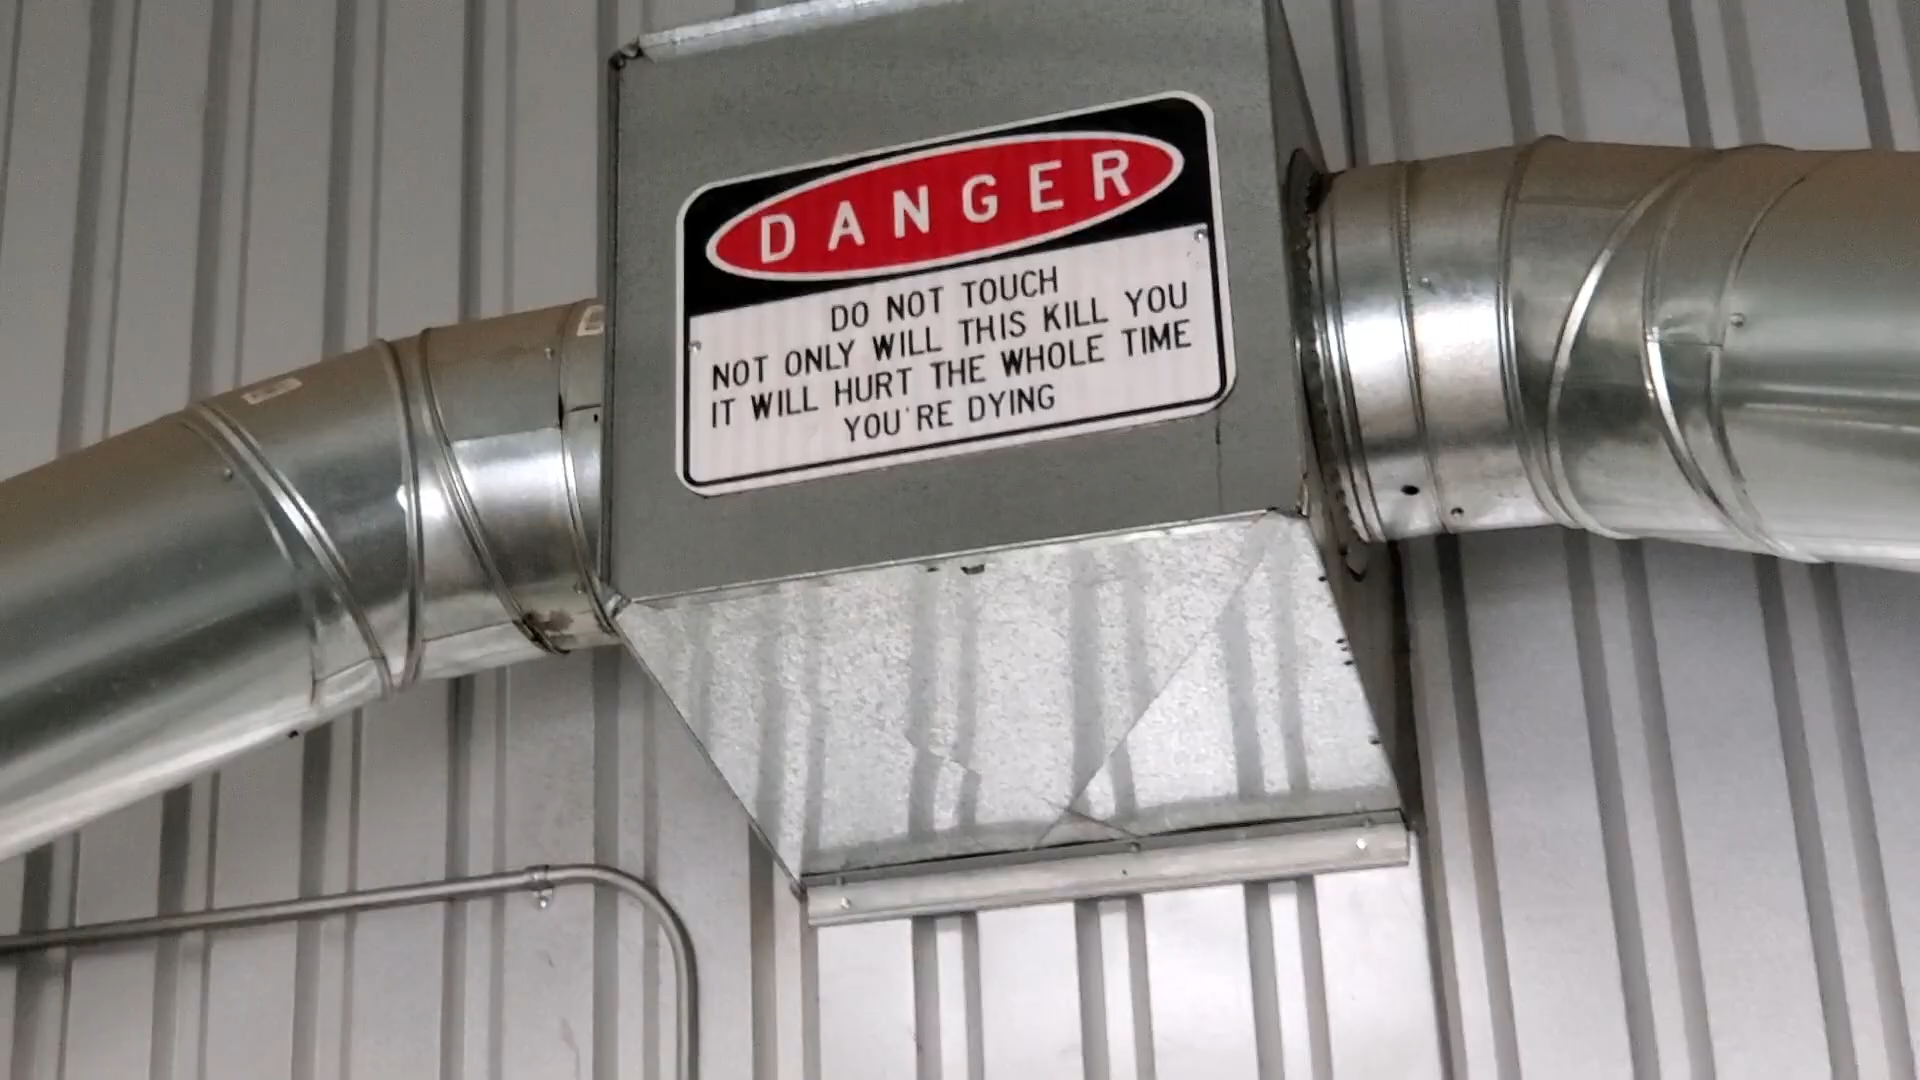 DANGER
DO NOT TOUCH
NOT ONLY WILL THIS KILL YOU
IT WILL HURT THE WHOLE TIME
YOU'RE DYING